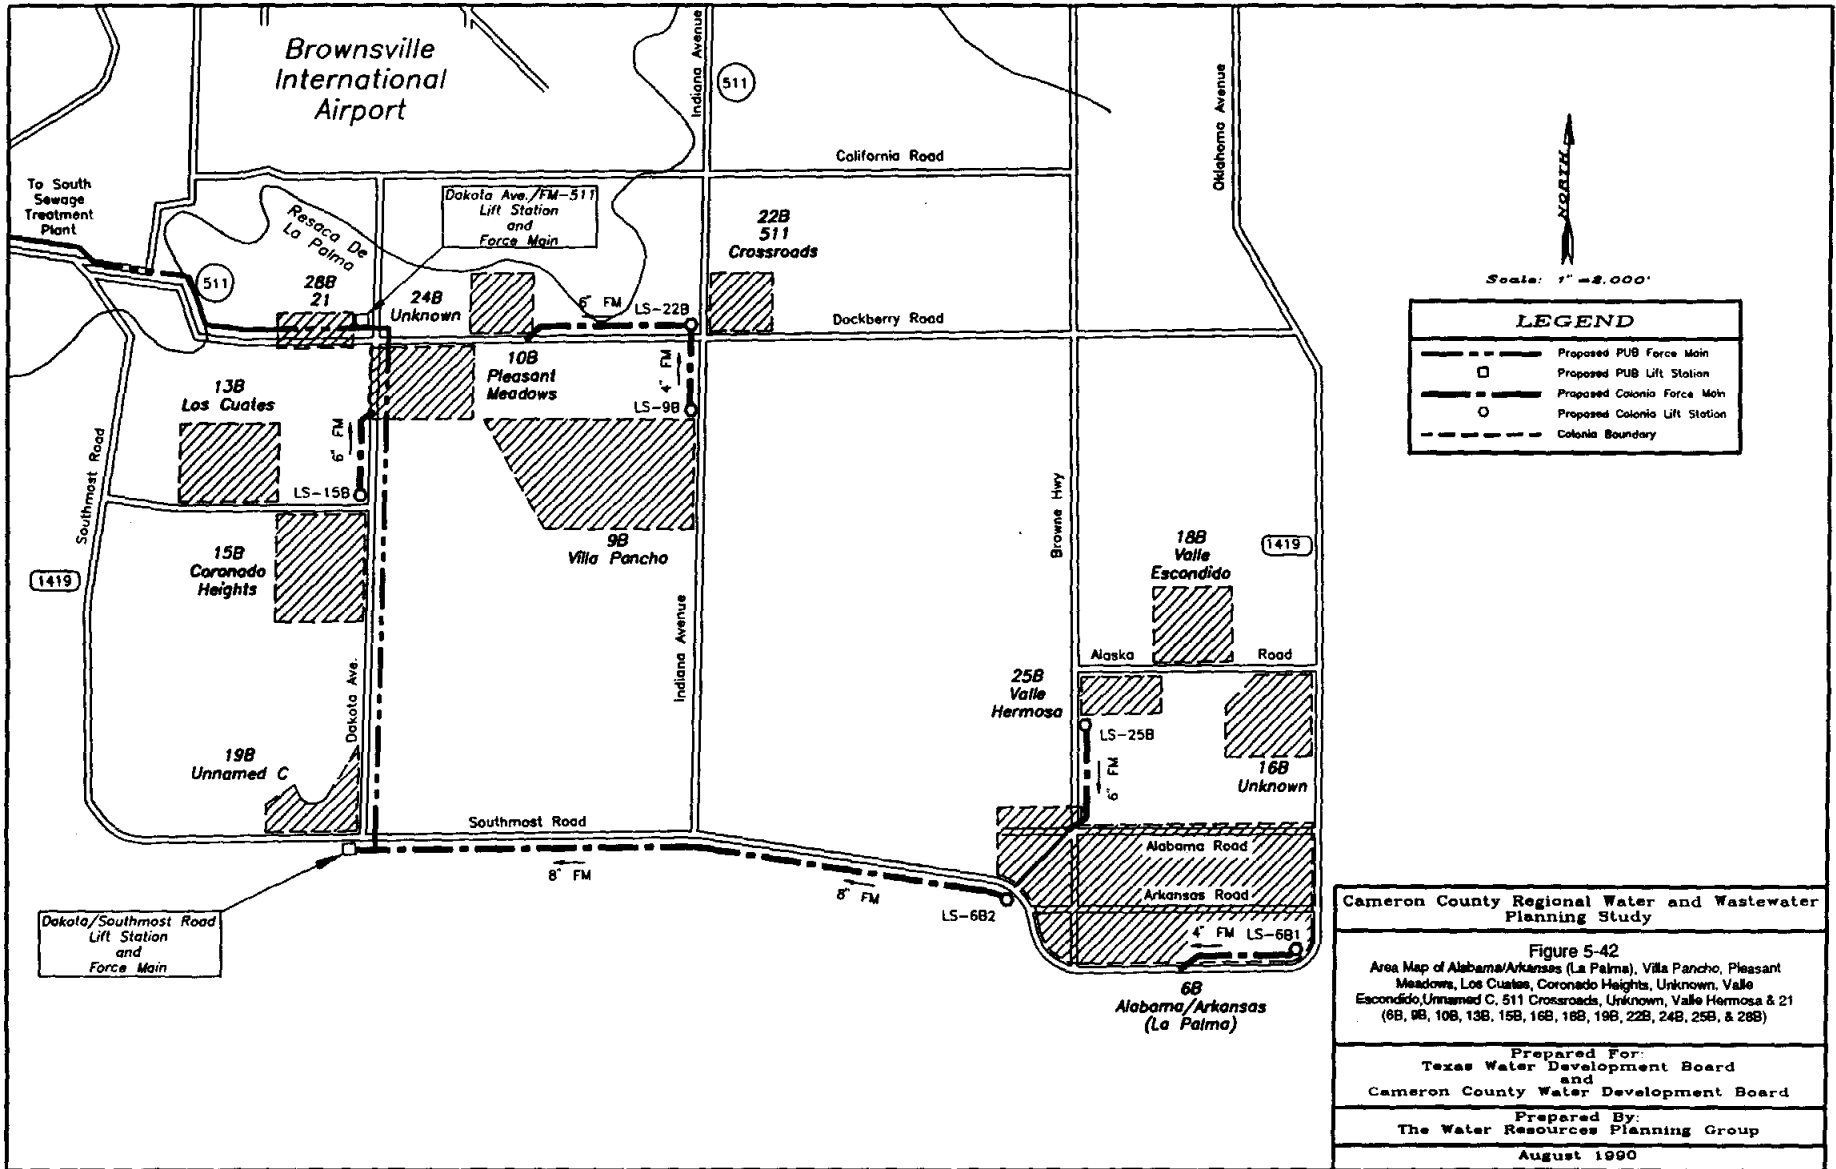 Brownsville
International
Airport
Indiana Avenue
511
Oklahoma Avenue
California Road
To South
Sewage
Treatment
Plant
Resaca De
La Palma
Dakota Ave./FM-511
Lift Station
and
Force Main
22B
511
Crossroads
NORTH
Scale: 1" =2,000'
511
28B
21
24B
Unknown
6" FM
LS-22B
Dockberry Road
LEGEND
Proposed PUB Force Main
Proposed PUB Lift Station
Proposed Colonia Force Main
Proposed Colonia Lift Station
Colonia Boundary
13B
Los Cuates
10B
Pleasant
Meadows
4" FM
LS-9B
6" FM
LS-15B
Southmost Road
Browne Hwy
9B
Villa Pancho
15B
Coronado
Heights
1419
18B
Valle
Escondido
1419
Indiana Avenue
Dakota Ave.
Alaska Road
25B
Valle
Hermosa
LS-25B
6" FM
16B
Unknown
19B
Unnamed C
Southmost Road
8" FM
8" FM
LS-6B2
Alabama Road
Arkansas Road
4" FM LS-6B1
6B
Alabama/Arkansas
(La Palma)
Dakota/Southmost Road
Lift Station
and
Force Main
Cameron County Regional Water and Wastewater
Planning Study
Figure 5-42
Area Map of Alabama/Arkansas (La Palma), Villa Pancho, Pleasant
Meadows, Los Cuates, Coronado Heights, Unknown, Valle
Escondido,Unnamed C, 511 Crossroads, Unknown, Valle Hermosa & 21
(6B, 9B, 10B, 13B, 15B, 16B, 18B, 19B, 22B, 24B, 25B, & 28B)
Prepared For:
Texas Water Development Board
and
Cameron County Water Development Board
Prepared By:
The Water Resources Planning Group
August 1990